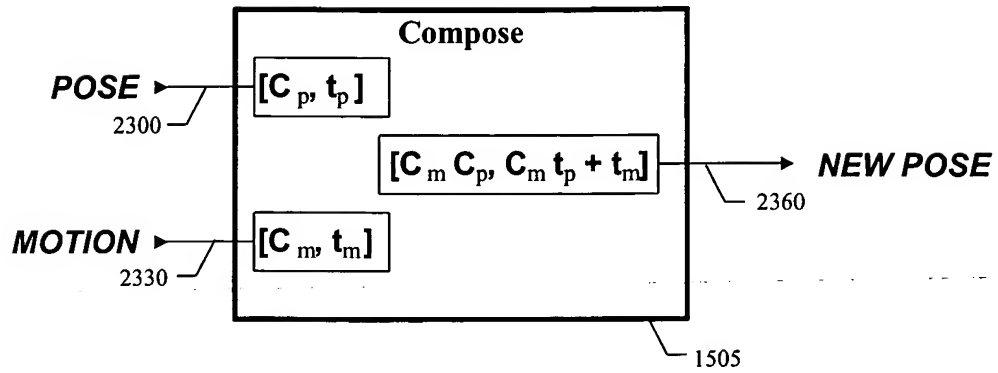 Compose
POSE
[C p, t p]
2300
[C m C p, C m t p + t m]
NEW POSE
2360
MOTION
[C m, t m]
2330
1505